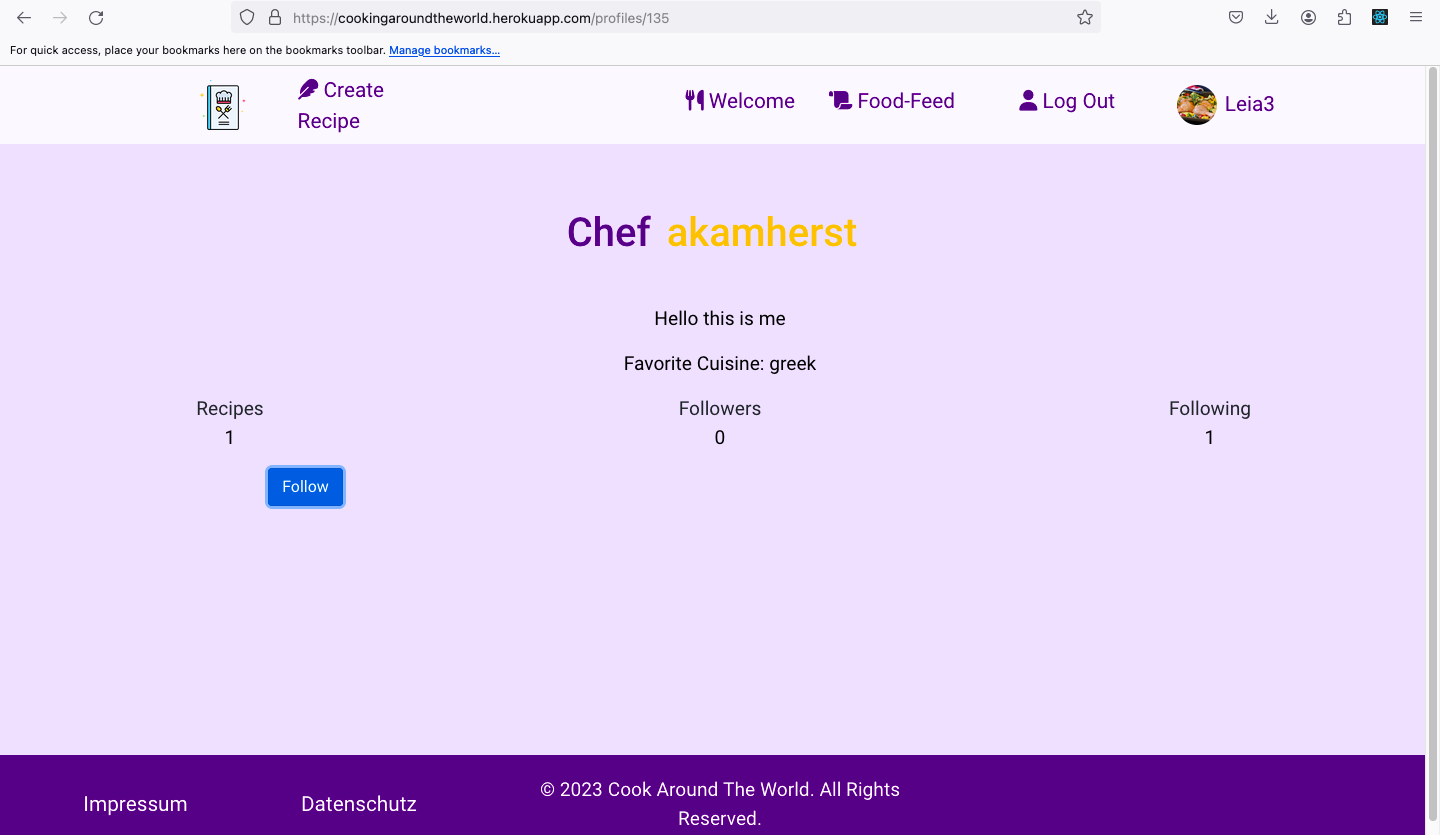 https://cookingaroundtheworld.herokuapp.com/profiles/135
For quick access, place your bookmarks here on the bookmarks toolbar. Manage bookmarks...
Create
Recipe
Welcome
Food-Feed
Log Out
Leia3
Chef akamherst
Hello this is me
Favorite Cuisine: greek
Recipes
1
Followers
0
Following
1
Follow
Impressum
Datenschutz
© 2023 Cook Around The World. All Rights
Reserved.